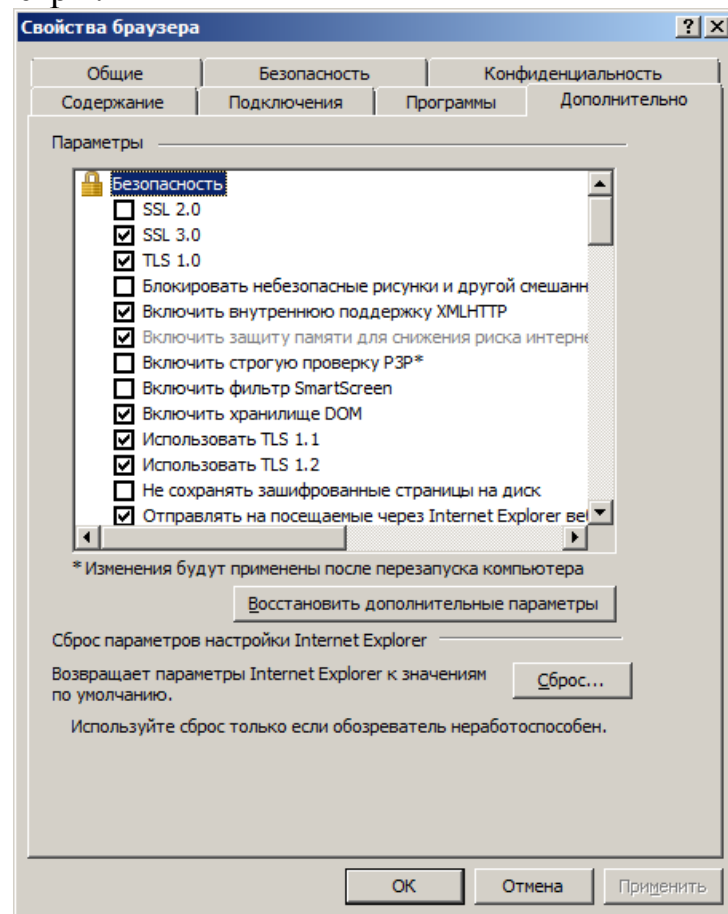 Свойства браузера
Общие Безопасность Конфиденциальность
Содержание Подключения Программы Дополнительно
Параметры
Безопасность
SSL 2.0
SSL 3.0
TLS 1.0
Блокировать небезопасные рисунки и другой смешанн
Включить внутреннюю поддержку XMLHTTP
Включить защиту памяти для снижения риска интерне
Включить строгую проверку P3P*
Включить фильтр SmartScreen
Включить хранилище DOM
Использовать TLS 1.1
Использовать TLS 1.2
Не сохранять зашифрованные страницы на диск
Отправлять на посещаемые через Internet Explorer ве
* Изменения будут применены после перезапуска компьютера
Восстановить дополнительные параметры
Сброс параметров настройки Internet Explorer
Возвращает параметры Internet Explorer к значениям
по умолчанию.
Сброс...
Используйте сброс только если обозреватель неработоспособен.
ОК Отмена Применить